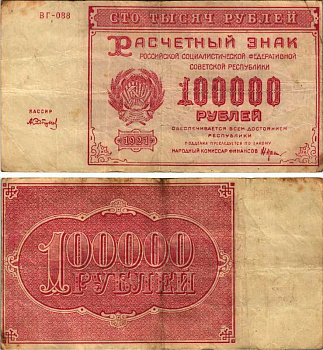 ВГ-088
СТО ТЫСЯЧ РУБЛЕЙ
РАСЧЕТНЫЙ ЗНАК
РОССИЙСКОЙ СОЦИАЛИСТИЧЕСКОЙ ФЕДЕРАТИВНОЙ
СОВЕТСКОЙ РЕСПУБЛИКИ
100000
РУБЛЕЙ
ОБЕСПЕЧИВАЕТСЯ ВСЕМ ДОСТОЯНИЕМ
РЕСПУБЛИКИ
ПОДДЕЛКА ПРЕСЛЕДУЕТСЯ ПО ЗАКОНУ
НАРОДНЫЙ КОМИССАР ФИНАНСОВ
КАССИР
1921
100000
РУБЛЕЙ